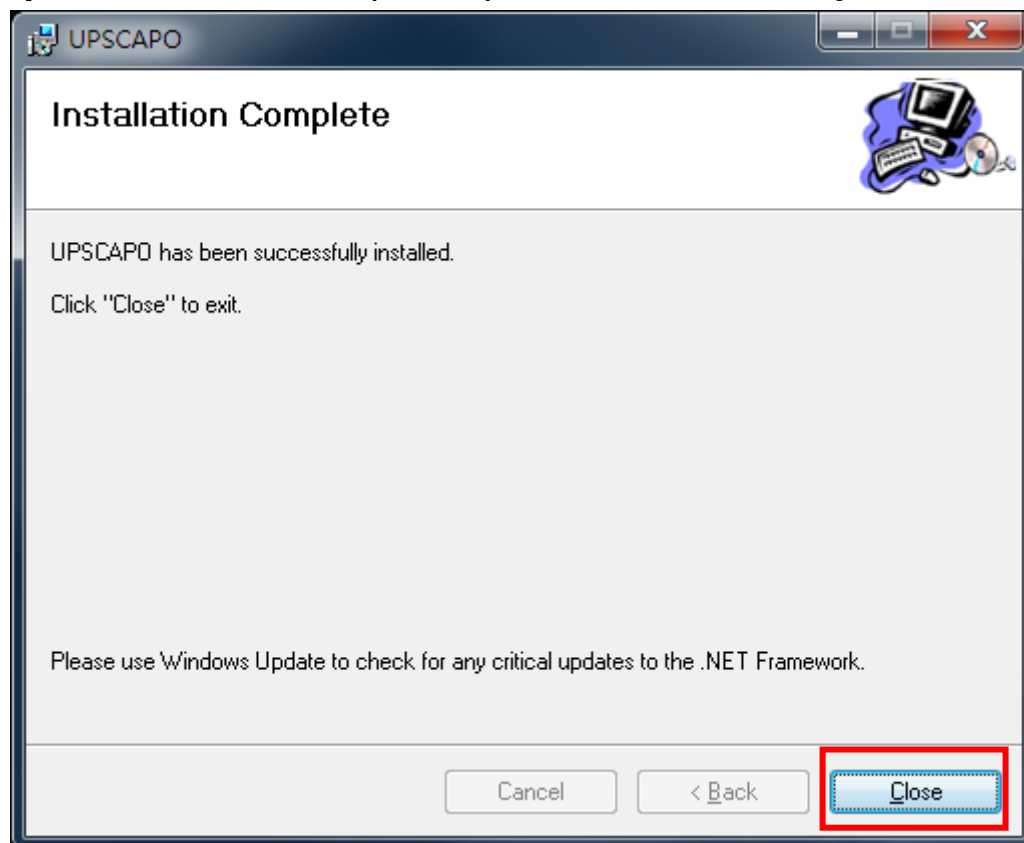 UPSCAPO
Installation Complete
UPSCAPO has been successfully installed.
Click "Close" to exit.
Please use Windows Update to check for any critical updates to the .NET Framework.
Cancel
< Back
Close